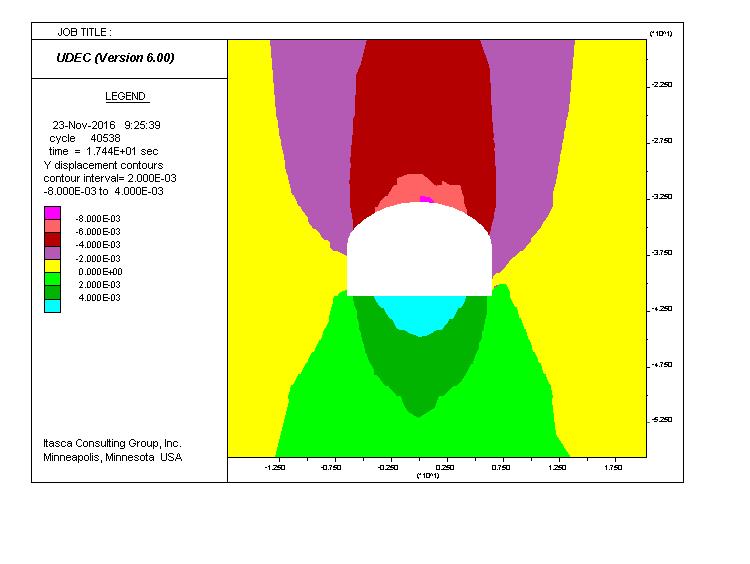 JOB TITLE :
UDEC (Version 6.00)
LEGEND
23-Nov-2016 9:25:39
cycle 40538
time = 1.744E+01 sec
Y displacement contours
contour interval= 2.000E-03
-8.000E-03 to 4.000E-03
-8.000E-03
-6.000E-03
-4.000E-03
-2.000E-03
0.000E+00
2.000E-03
4.000E-03
Itasca Consulting Group, Inc.
Minneapolis, Minnesota USA
(*10^1)
-2.250
-2.750
-3.250
-3.750
-4.250
-4.750
-5.250
-1.250
-0.750
-0.250
0.250
0.750
1.250
1.750
(*10^1)